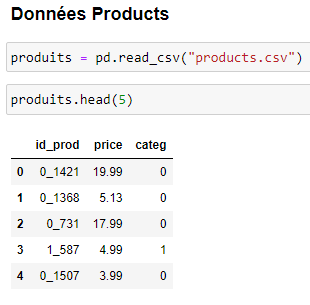 Données Products
produits = pd.read_csv("products.csv")
produits.head(5)
id_prod price categ
0 0_1421 19.99 0
1 0_1368 5.13 0
2 0_731 17.99 0
3 1_587 4.99 1
4 0_1507 3.99 0